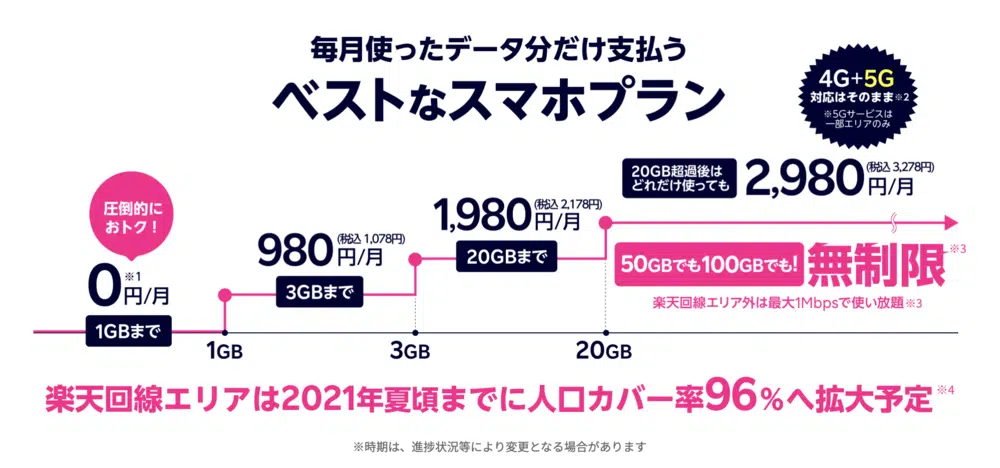 毎月使ったデータ分だけ支払う
ベストなスマホプラン
4G+5G
対応はそのまま※2
※5Gサービスは
一部エリアのみ
圧倒的に
おトク！
0円/月※1
1GBまで
980円/月(税込 1,078円)
3GBまで
1,980円/月(税込 2,178円)
20GBまで
20GB超過後は
どれだけ使っても
2,980円/月(税込 3,278円)
50GBでも100GBでも!
無制限※3
楽天回線エリア外は最大1Mbpsで使い放題※3
1GB
3GB
20GB
楽天回線エリアは2021年夏頃までに人口カバー率96%へ拡大予定※4
※時期は、進捗状況等により変更となる場合があります